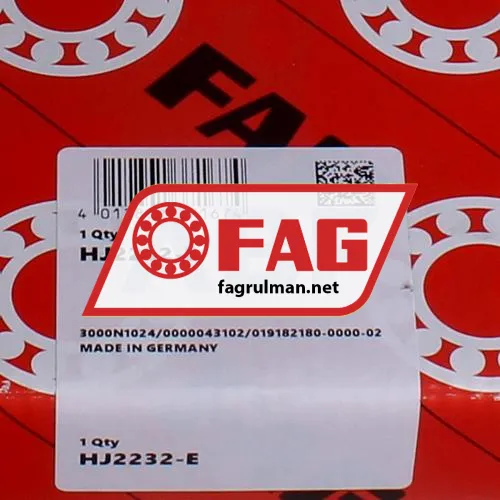 FAG
1 Qty
FAG
fagrulman.net
3000N1024/0000043102/019182180-0000-02
MADE IN GERMANY
1 Qty
HJ2232-E